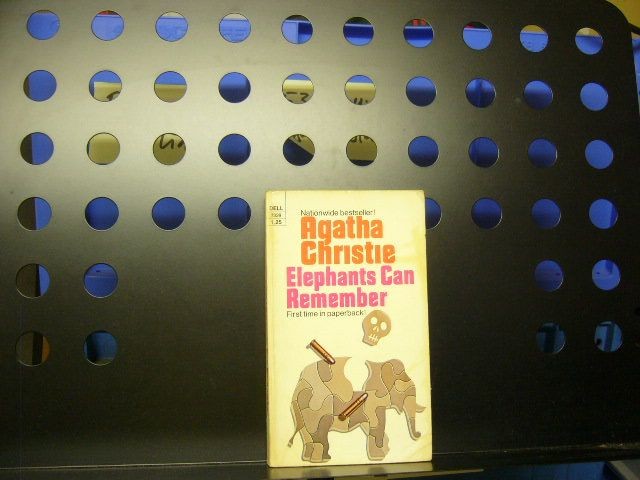 DELL
1.25
Nationwide bestseller!
Agatha
Christie
Elephants Can
Remember
First time in paperback!